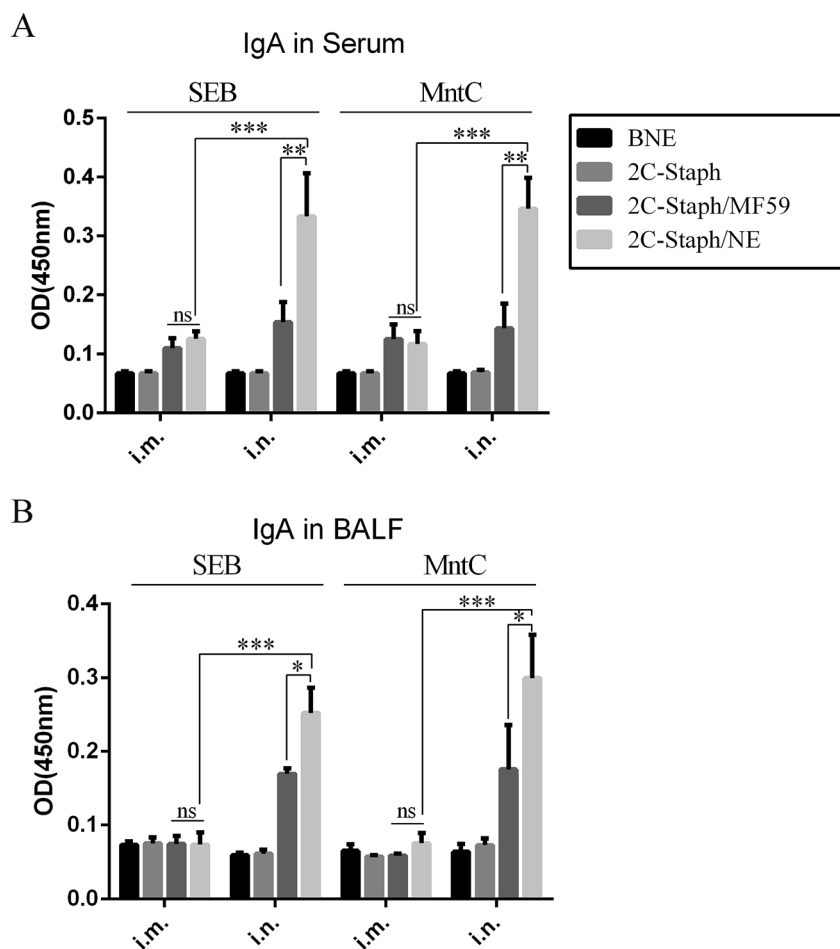 A
IgA in Serum
SEB
MntC
0.5
0.4
0.3
0.2
0.1
0.0
OD(450nm)
***
**
ns
***
**
ns
i.m.
i.n.
i.m.
i.n.
BNE
2C-Staph
2C-Staph/MF59
2C-Staph/NE
B
IgA in BALF
SEB
MntC
0.4
0.3
0.2
0.1
0.0
OD(450nm)
***
*
ns
***
*
ns
i.m.
i.n.
i.m.
i.n.